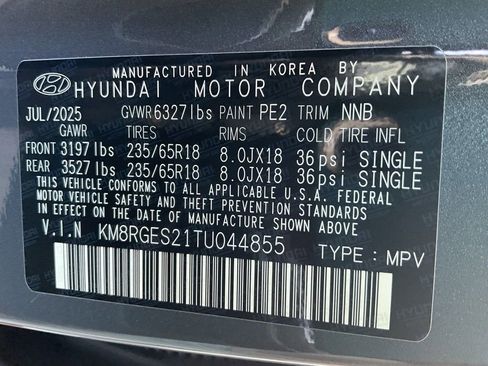 MANUFACTURED IN KOREA BY
HYUNDAI MOTOR COMPANY
JUL/2025 GVWR 6327lbs PAINT PE2 TRIM NNB
GAWR TIRES RIMS COLD TIRE INFL
FRONT 3197lbs 235/65R18 8.0JX18 36psi SINGLE
REAR 3527lbs 235/65R18 8.0JX18 36psi SINGLE
THIS VEHICLE CONFORMS TO ALL APPLICABLE U.S.A. FEDERAL
MOTOR VEHICLE SAFETY AND THEFT PREVENTION STANDARDS IN
EFFECT ON THE DATE OF MANUFACTURE SHOWN ABOVE.
V.I.N KM8RGES21TU044855 TYPE : MPV